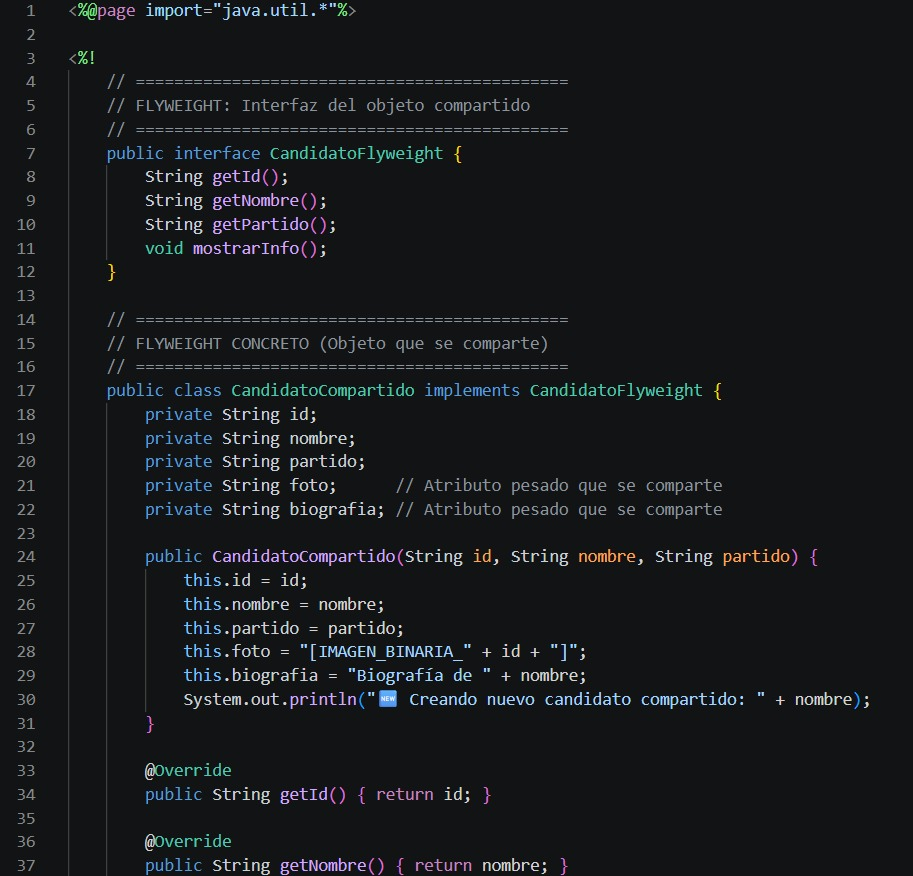 1 <%@page import="java.util.*"%>
2
3 <%!
4 // =============================================
5 // FLYWEIGHT: Interfaz del objeto compartido
6 // =============================================
7 public interface CandidatoFlyweight {
8 String getId();
9 String getNombre();
10 String getPartido();
11 void mostrarInfo();
12 }
13
14 // =============================================
15 // FLYWEIGHT CONCRETO (Objeto que se comparte)
16 // =============================================
17 public class CandidatoCompartido implements CandidatoFlyweight {
18 private String id;
19 private String nombre;
20 private String partido;
21 private String foto; // Atributo pesado que se comparte
22 private String biografia; // Atributo pesado que se comparte
23
24 public CandidatoCompartido(String id, String nombre, String partido) {
25 this.id = id;
26 this.nombre = nombre;
27 this.partido = partido;
28 this.foto = "[IMAGEN_BINARIA_" + id + "]";
29 this.biografia = "Biografía de " + nombre;
30 System.out.println("🆕 Creando nuevo candidato compartido: " + nombre);
31 }
32
33 @Override
34 public String getId() { return id; }
35
36 @Override
37 public String getNombre() { return nombre; }